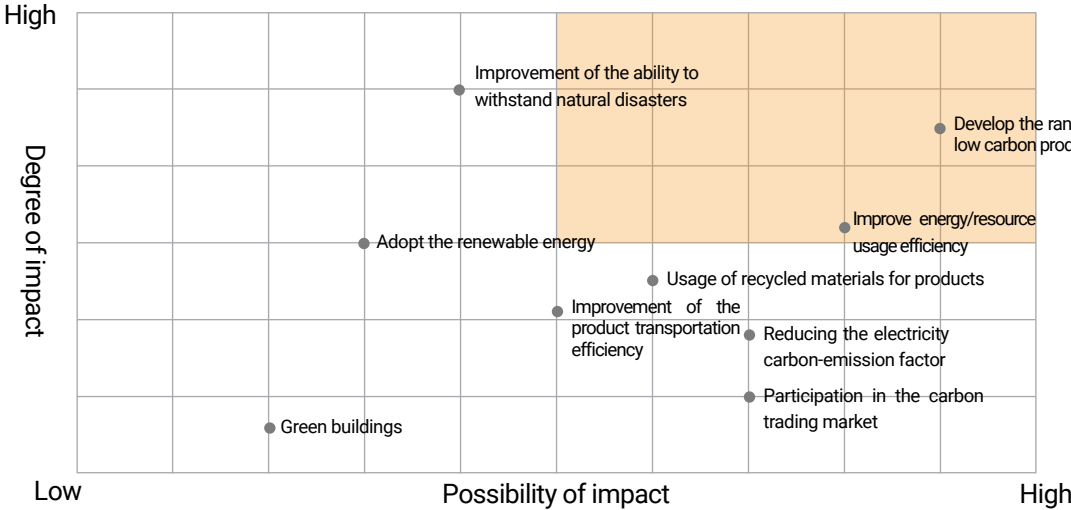 High
Improvement of the ability to
withstand natural disasters
Develop the
low carbon
Degree of impact
Improve energy/resource
usage efficiency
Adopt the renewable energy
Usage of recycled materials for products
Improvement of the
product transportation
efficiency
Reducing the electricity
carbon-emission factor
Participation in the carbon
trading market
Green buildings
Low
Possibility of impact
High